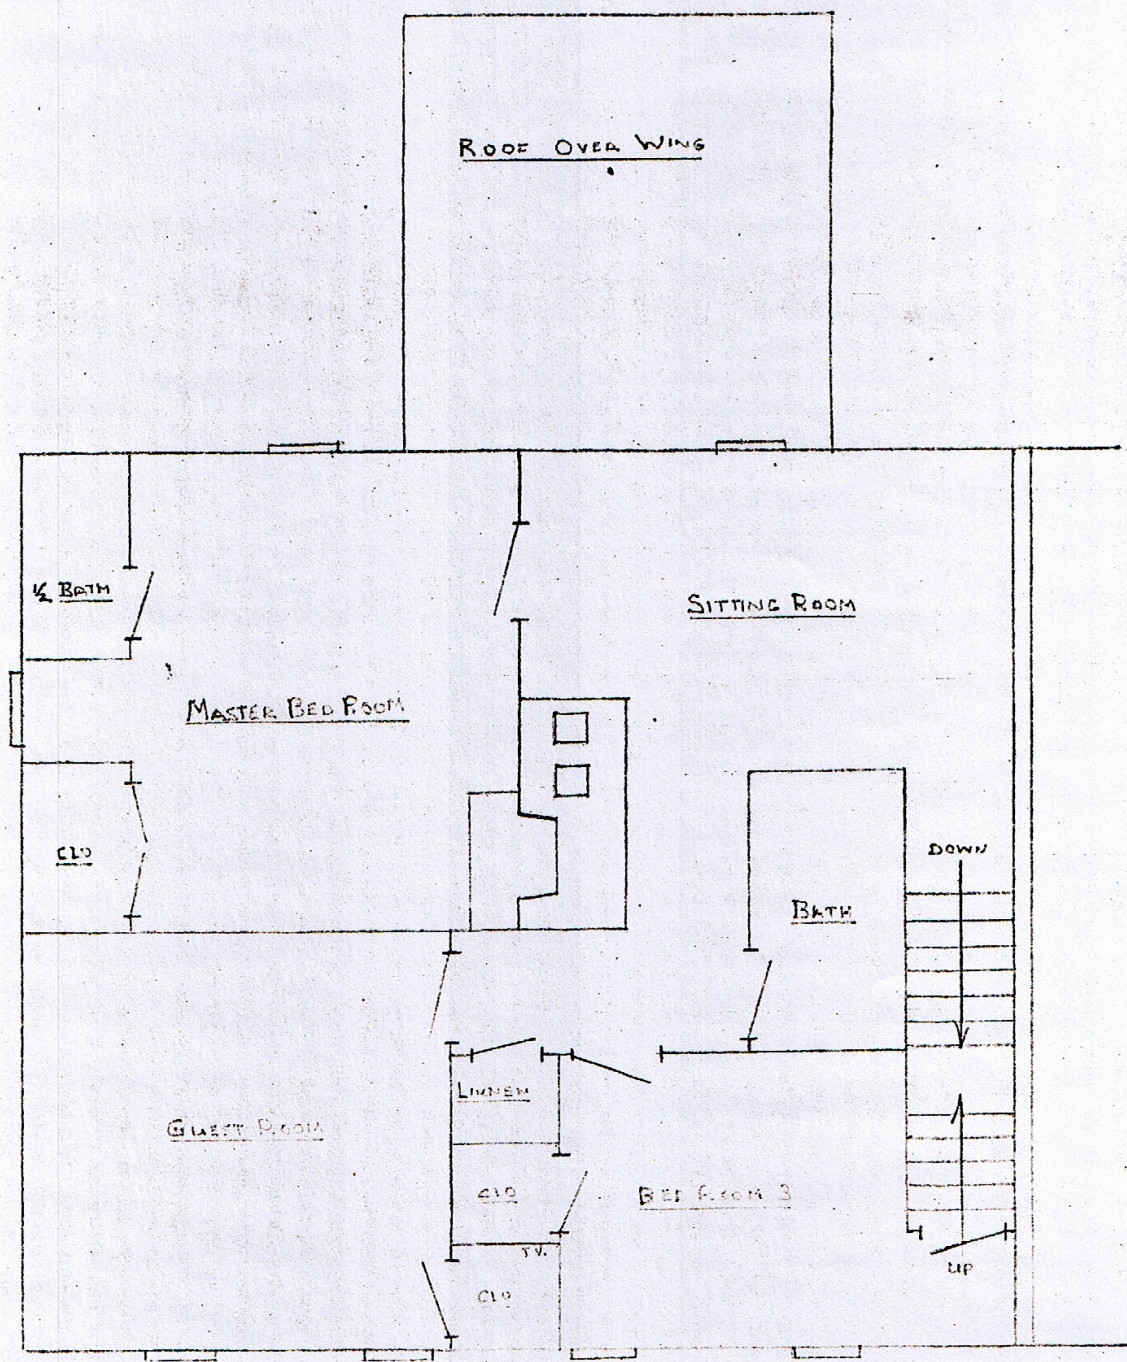 ROOF OVER WING
½ BATH
SITTING ROOM
MASTER BED ROOM
CLO
DOWN
BATH
LINNEN
GUEST ROOM
CLO
BED ROOM 3
T.V.
CLO
UP